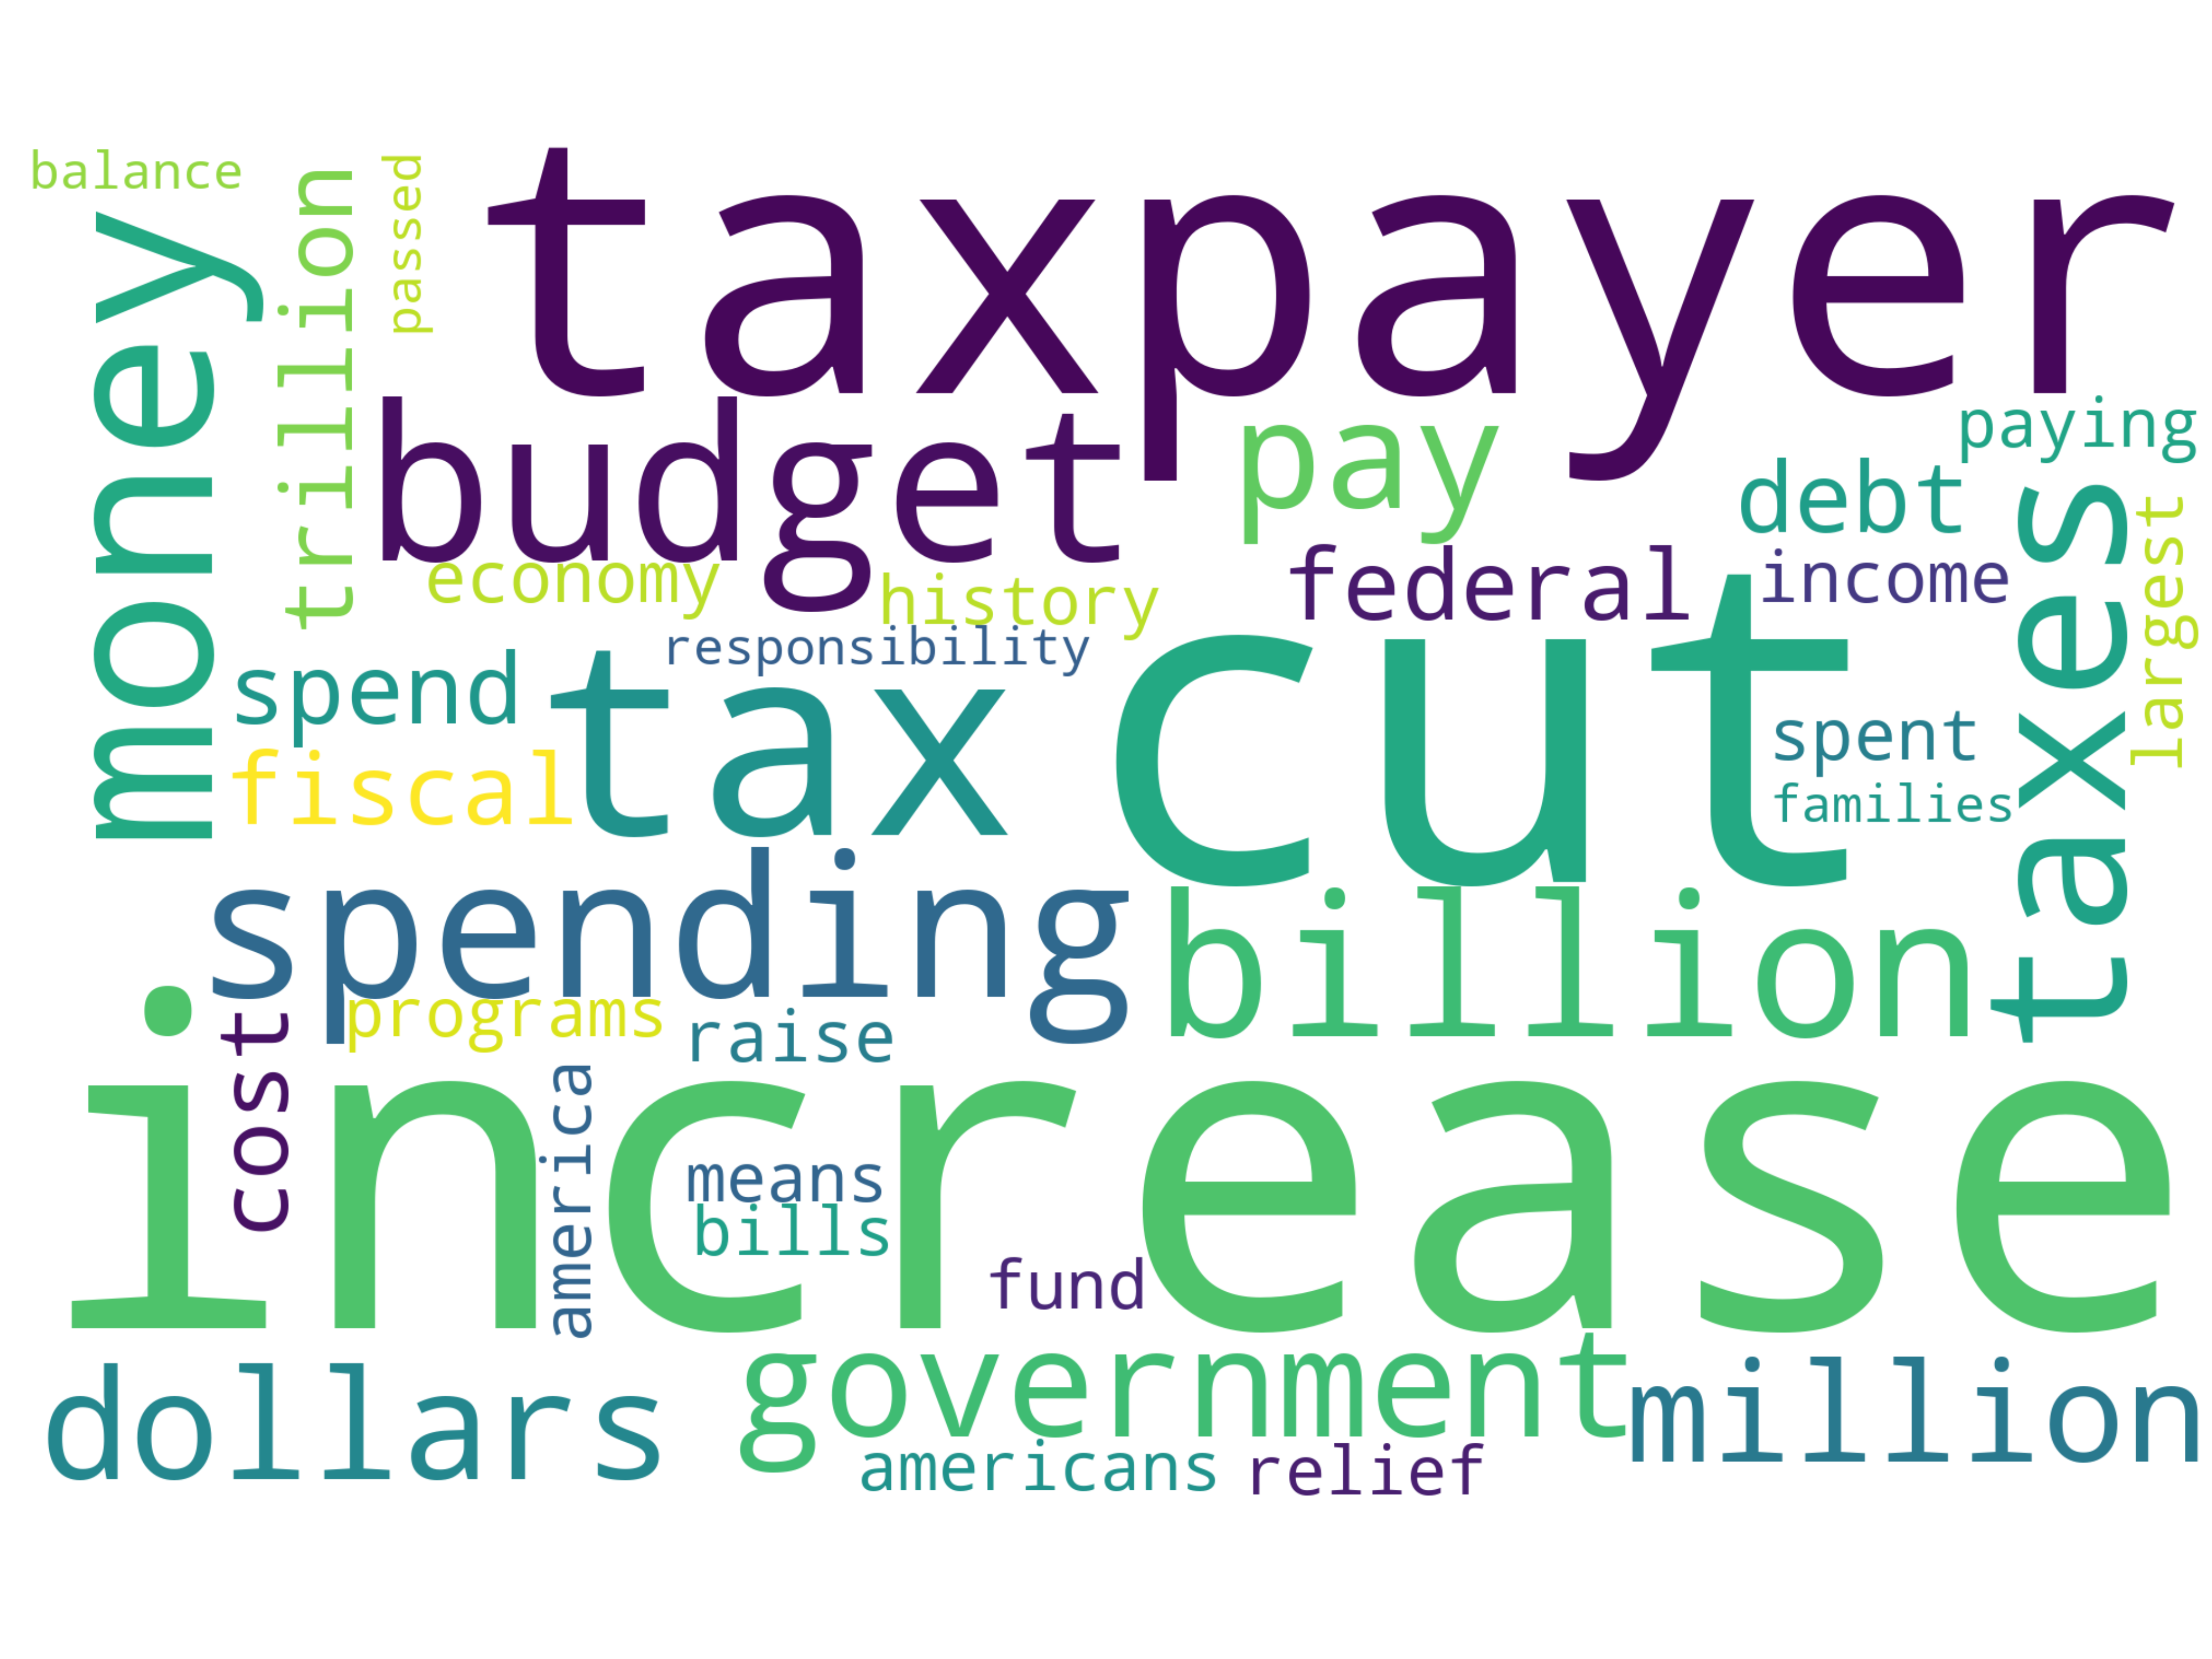 balance
money
trillion
passed
taxpayer
budget
pay
paying
debt
taxes
largest
economy
history
federal
income
responsibility
spend
tax
cut
spent
fiscal
families
spending
billion
programs
raise
cost
increase
america
means
bills
fund
dollars
government
million
americans
relief